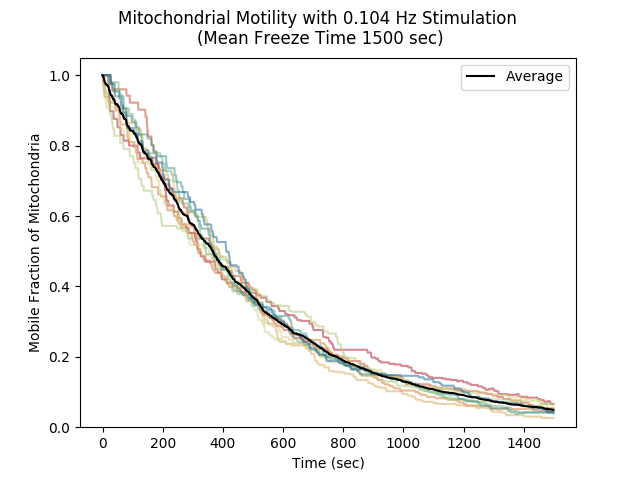 Mitochondrial Motility with 0.104 Hz Stimulation
(Mean Freeze Time 1500 sec)
Average
Mobile Fraction of Mitochondria
1.0
0.8
0.6
0.4
0.2
0.0
0 200 400 600 800 1000 1200 1400
Time (sec)